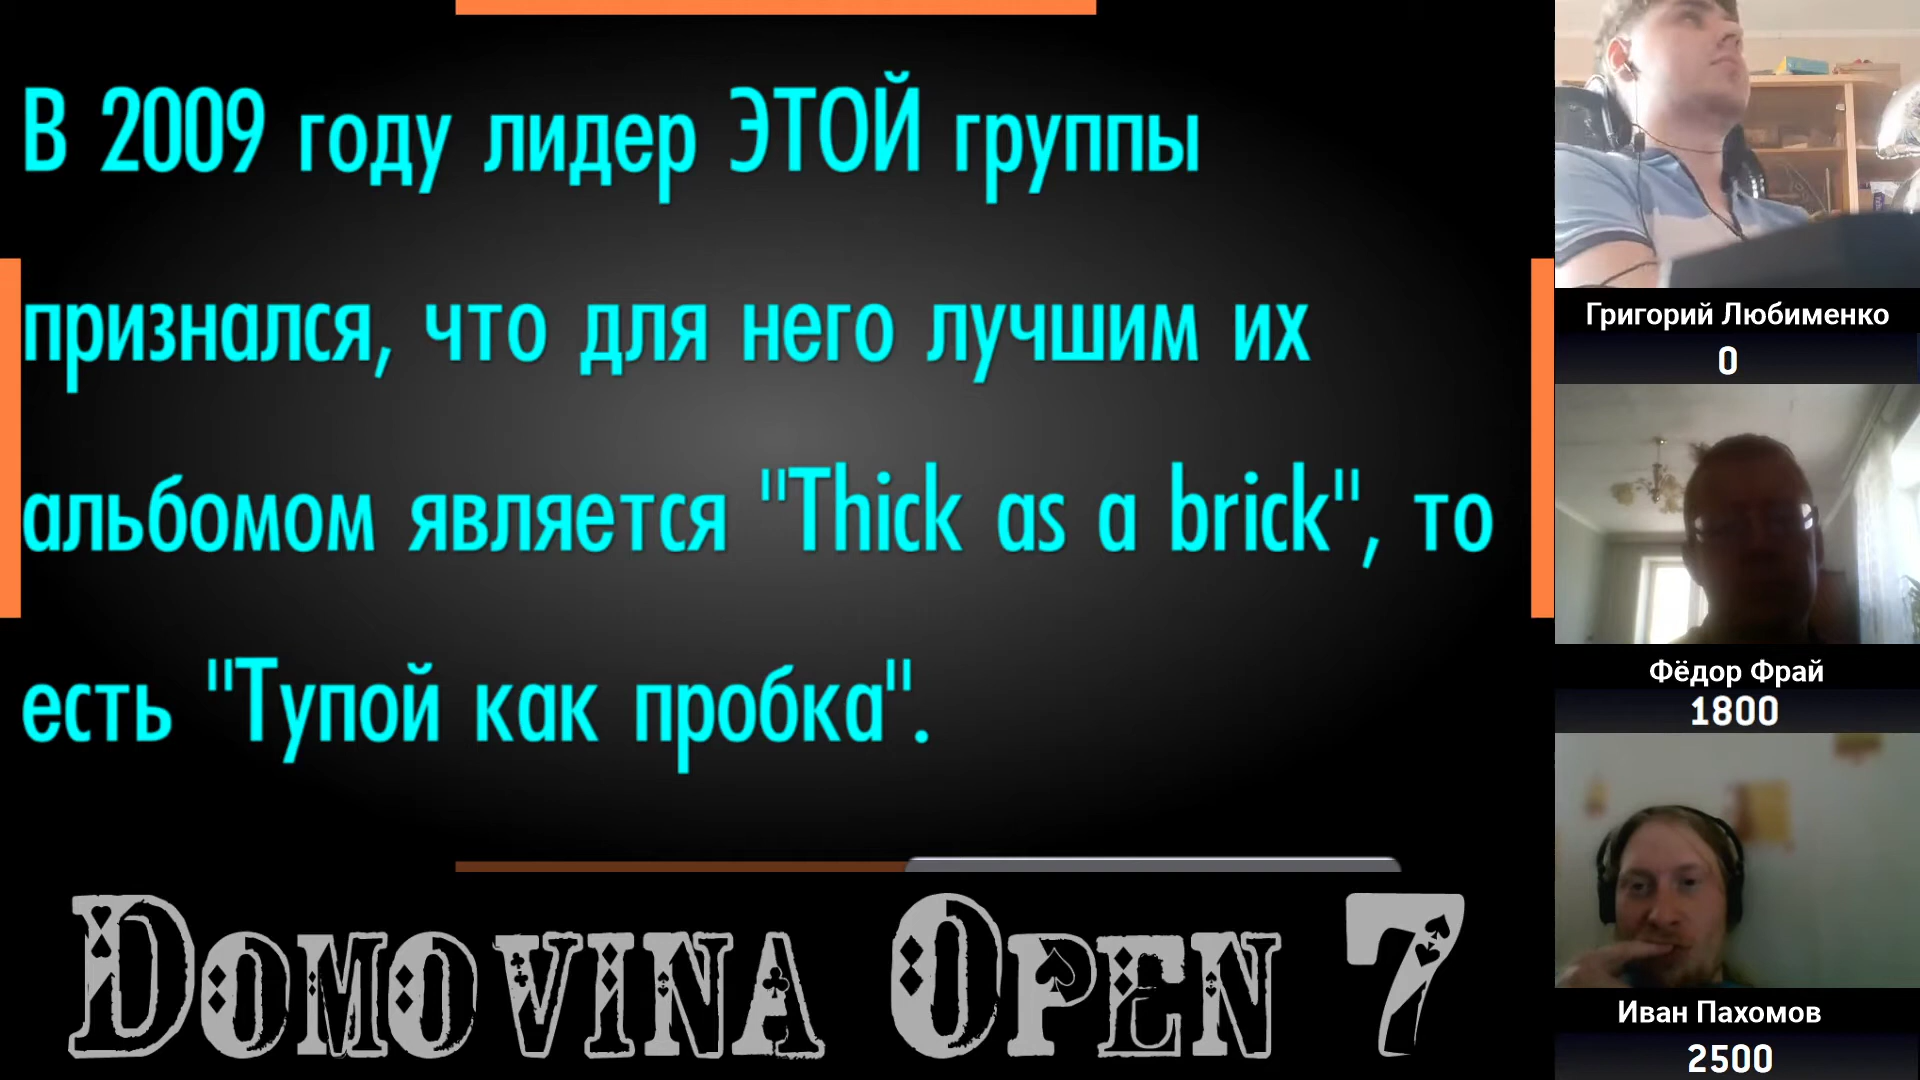 В 2009 году лидер ЭТОЙ группы
признался, что для него лучшим их
альбомом является "Thick as a brick", то
есть "Тупой как пробка".
Domovina Open 7
Григорий Любименко
0
Фёдор Фрай
1800
Иван Пахомов
2500